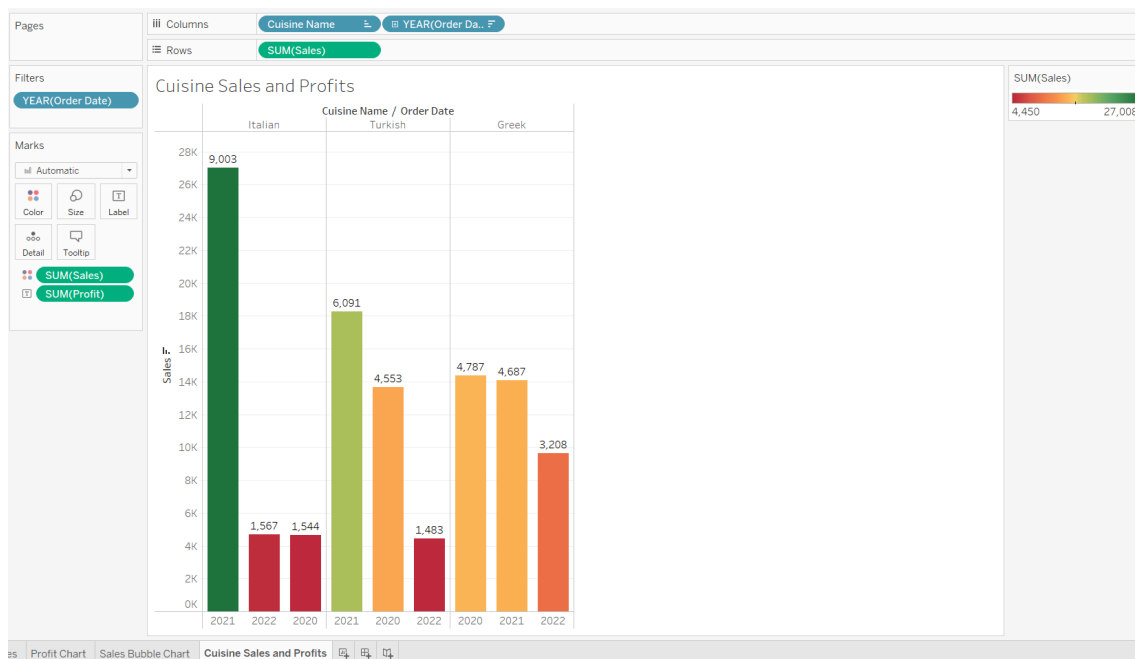 Pages
Columns
Cuisine Name
YEAR(Order Da..
Rows
SUM(Sales)
Filters
YEAR(Order Date)
Marks
Automatic
Color
Size
Label
Detail
Tooltip
SUM(Sales)
SUM(Profit)
Cuisine Sales and Profits
Cuisine Name / Order Date
Italian Turkish Greek
Sales
28K
26K
24K
22K
20K
18K
16K
14K
12K
10K
8K
6K
4K
2K
0K
9,003
1,567
1,544
6,091
4,553
1,483
4,787
4,687
3,208
2021 2022 2020 2021 2020 2022 2020 2021 2022
SUM(Sales)
4,450 27,008
es Profit Chart Sales Bubble Chart Cuisine Sales and Profits